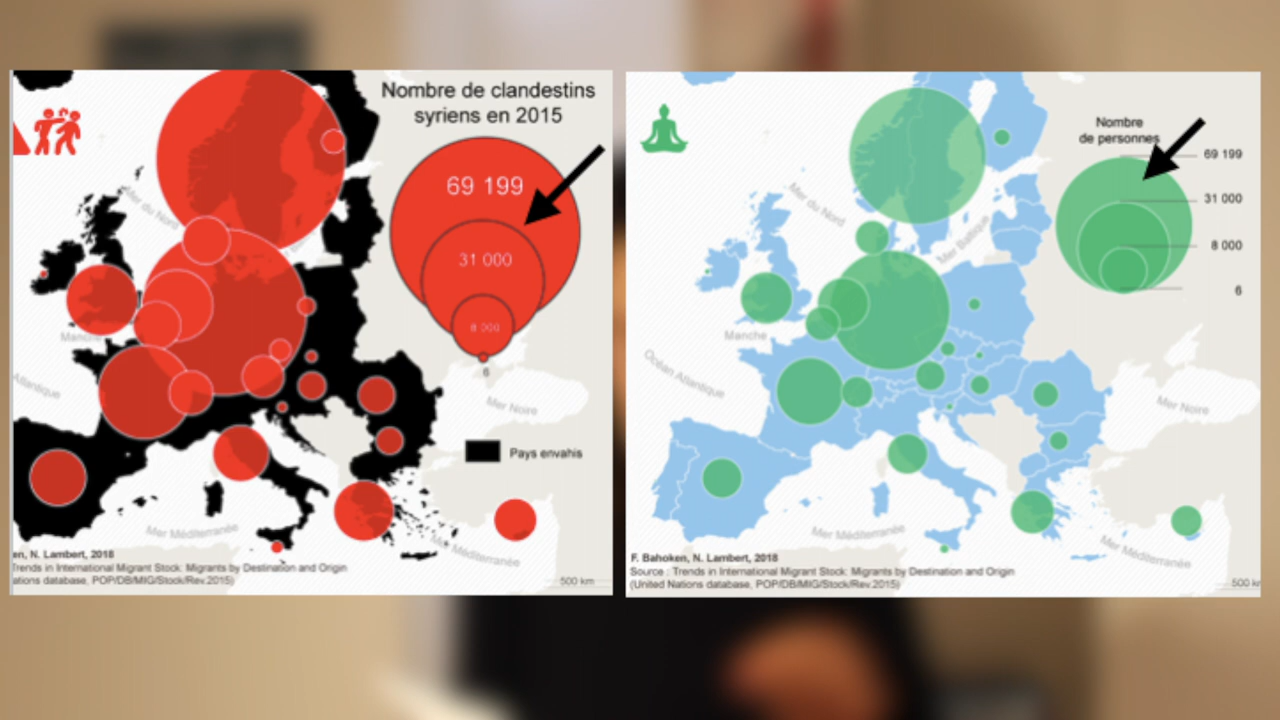 Nombre de clandestins
syriens en 2015
69 199
31 000
8 000
6
Mer du Nord
Manche
Atlantique
Mer Noire
Pays envahis
Mer Méditerranée
Mer Méditerranée
en, N. Lambert, 2018
Trends in International Migrant Stock: Migrants by Destination and Origin
ations database, POP/DB/MIG/Stock/Rev.2015)
500 km
Nombre
de personnes
69 199
31 000
8 000
6
Mer du Nord
Mer Baltique
Manche
Océan Atlantique
Mer Noire
Mer Méditerranée
Mer Méditerranée
F. Bahoken, N. Lambert, 2018
Source : Trends in International Migrant Stock: Migrants by Destination and Origin
(United Nations database, POP/DB/MIG/Stock/Rev.2015)
500 k